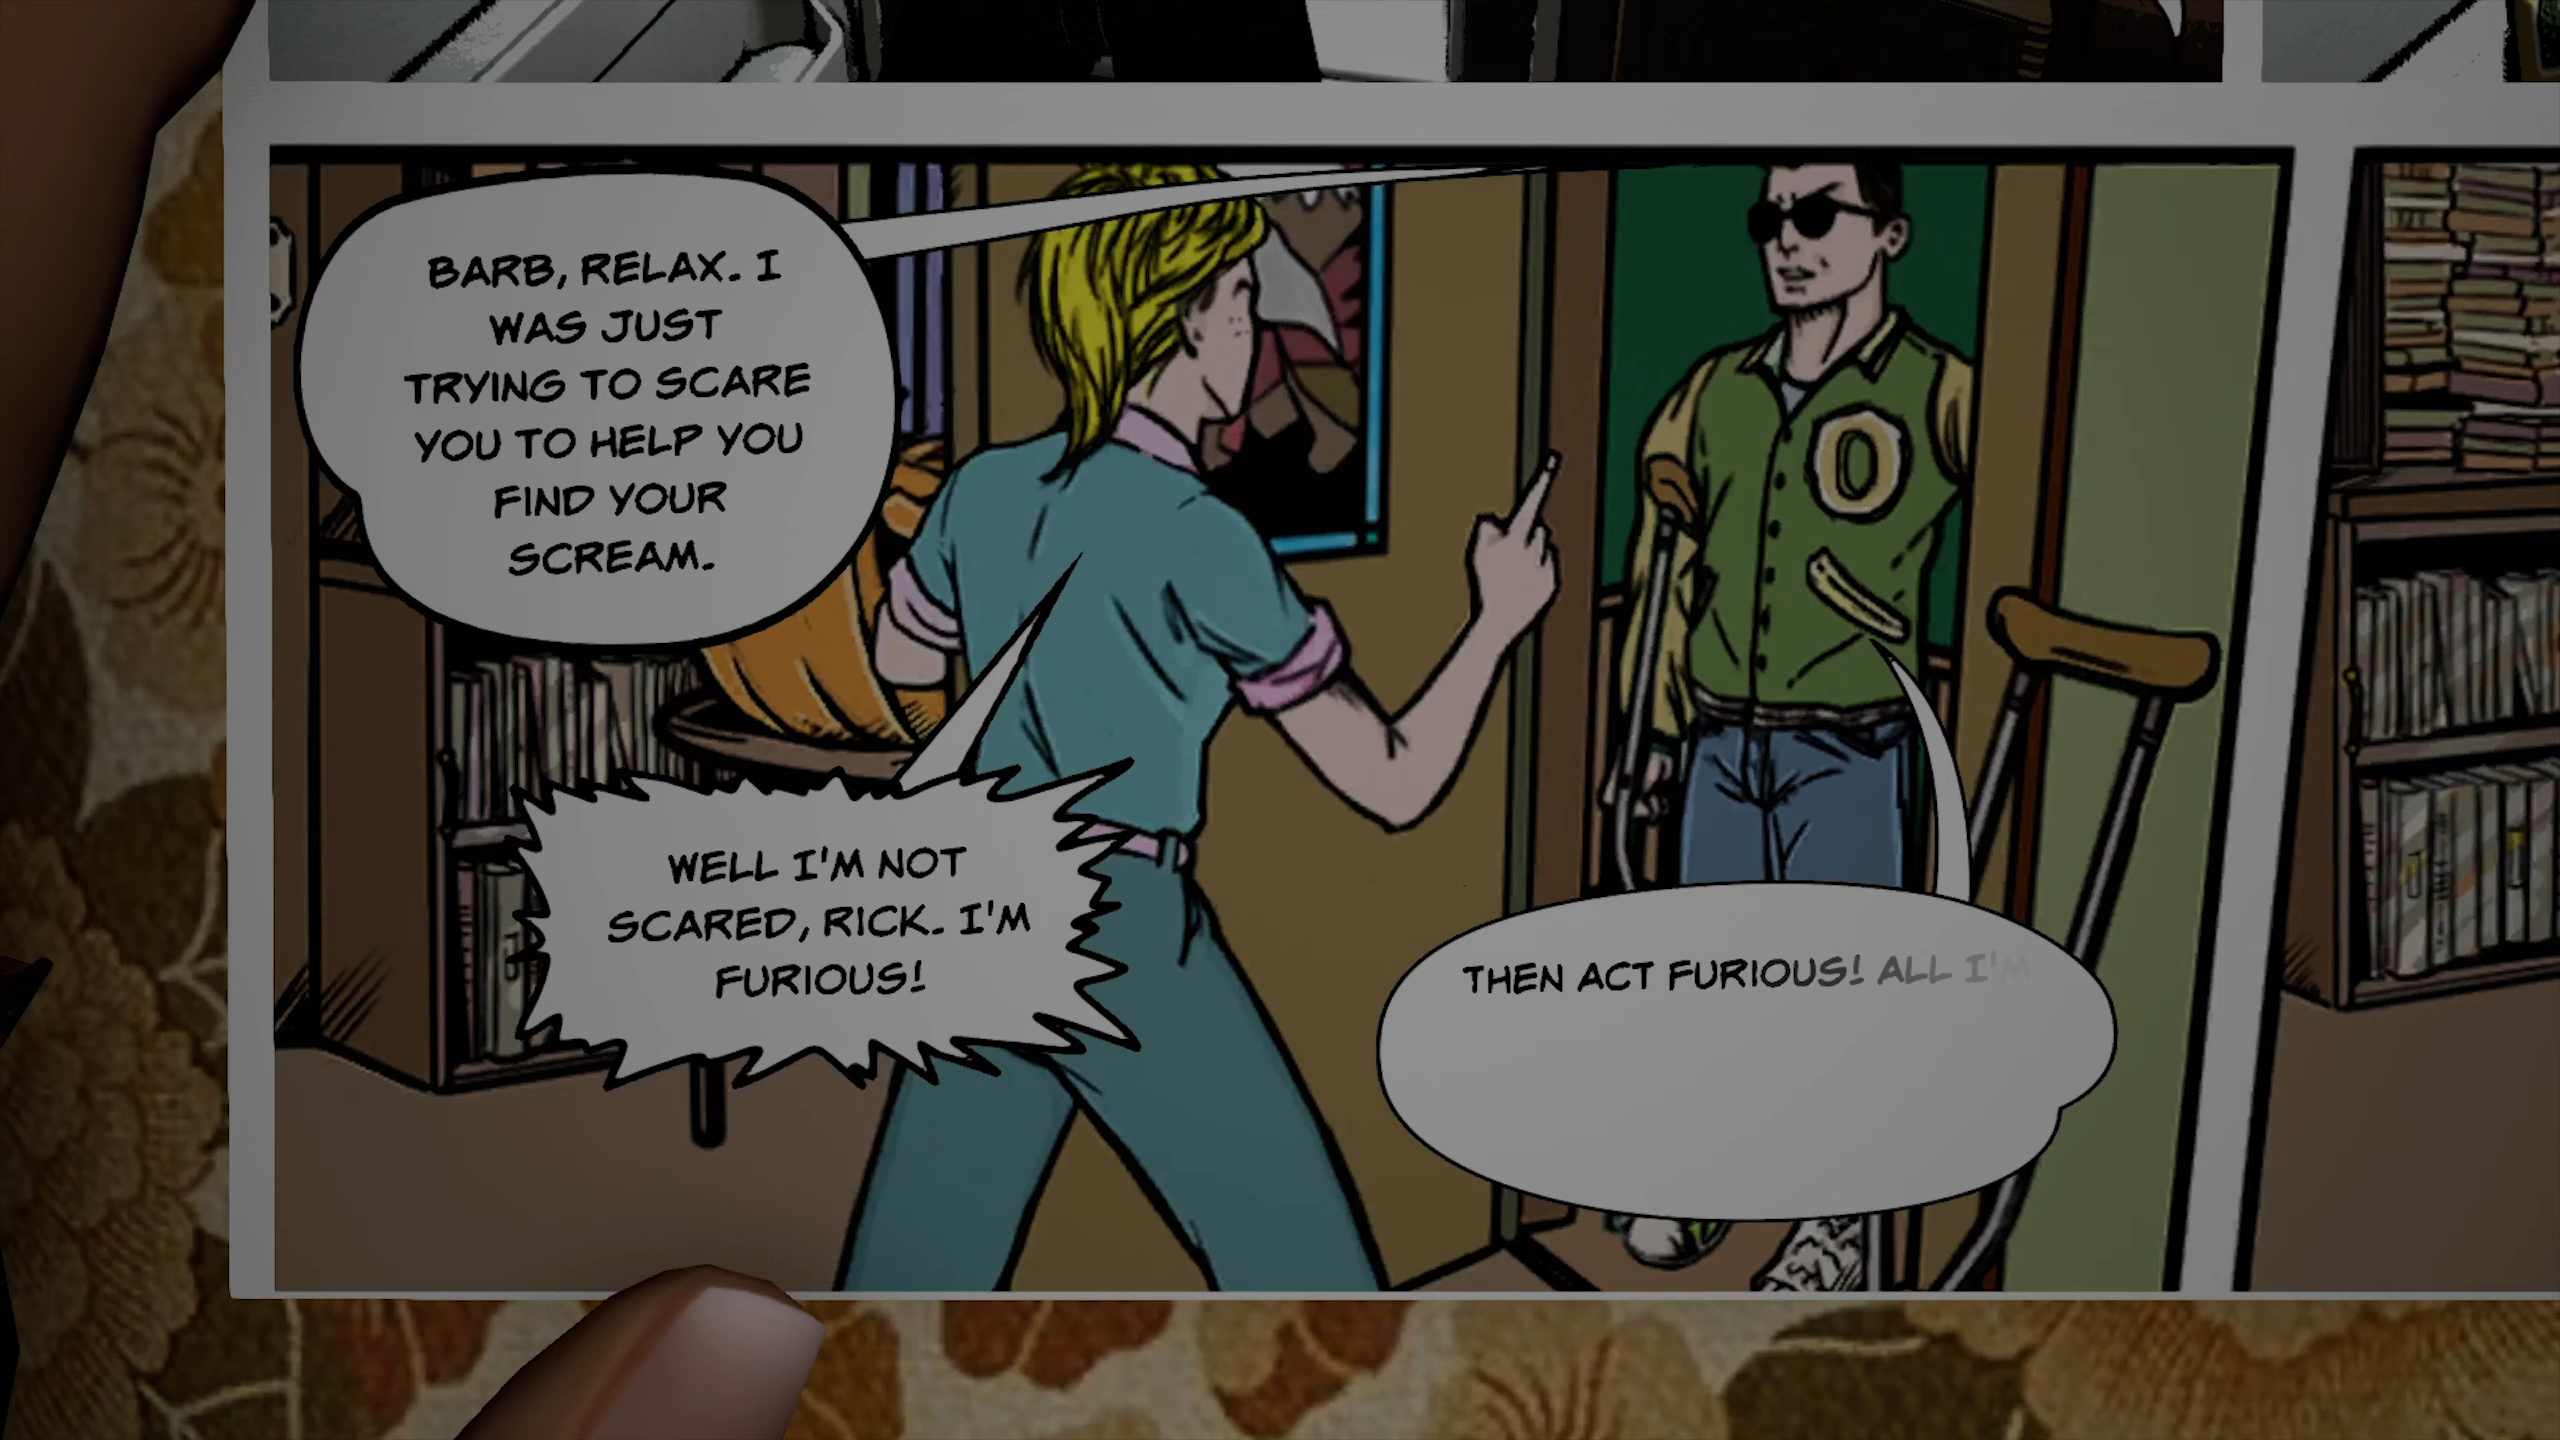 BARB, RELAX. I
WAS JUST
TRYING TO SCARE
YOU TO HELP YOU
FIND YOUR
SCREAM.
WELL I'M NOT
SCARED, RICK. I'M
FURIOUS!
O
THEN ACT FURIOUS! ALL I'M